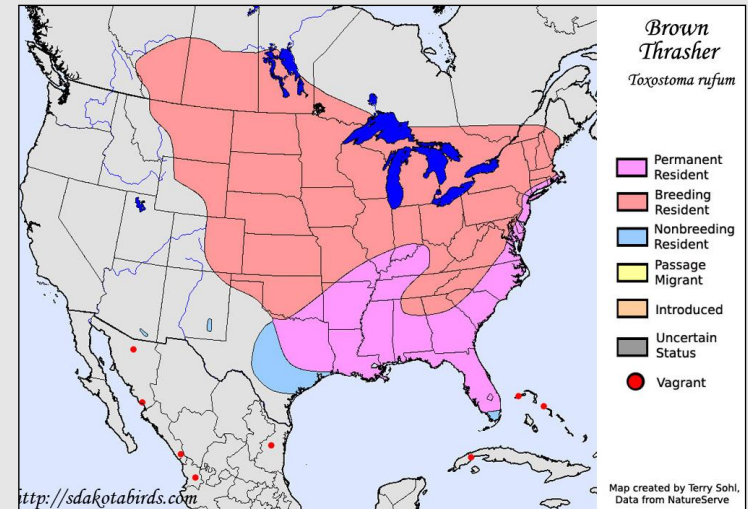 Brown
Thrasher
Toxostoma rufum
Permanent
Resident
Breeding
Resident
Nonbreeding
Resident
Passage
Migrant
Introduced
Uncertain
Status
Vagrant
ttp://sdakotabirds.com
Map created by Terry Sohl,
Data from NatureServe